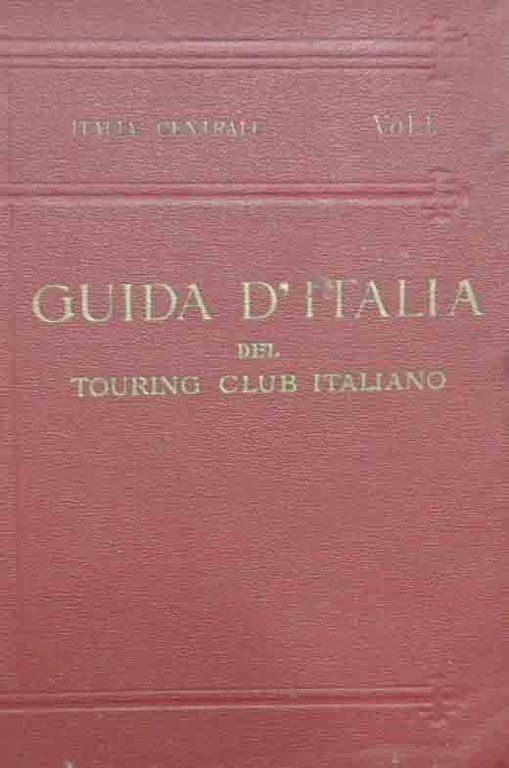 ITALIA CENTRALE Vol. I.
GUIDA D'ITALIA
DEL
TOURING CLUB ITALIANO